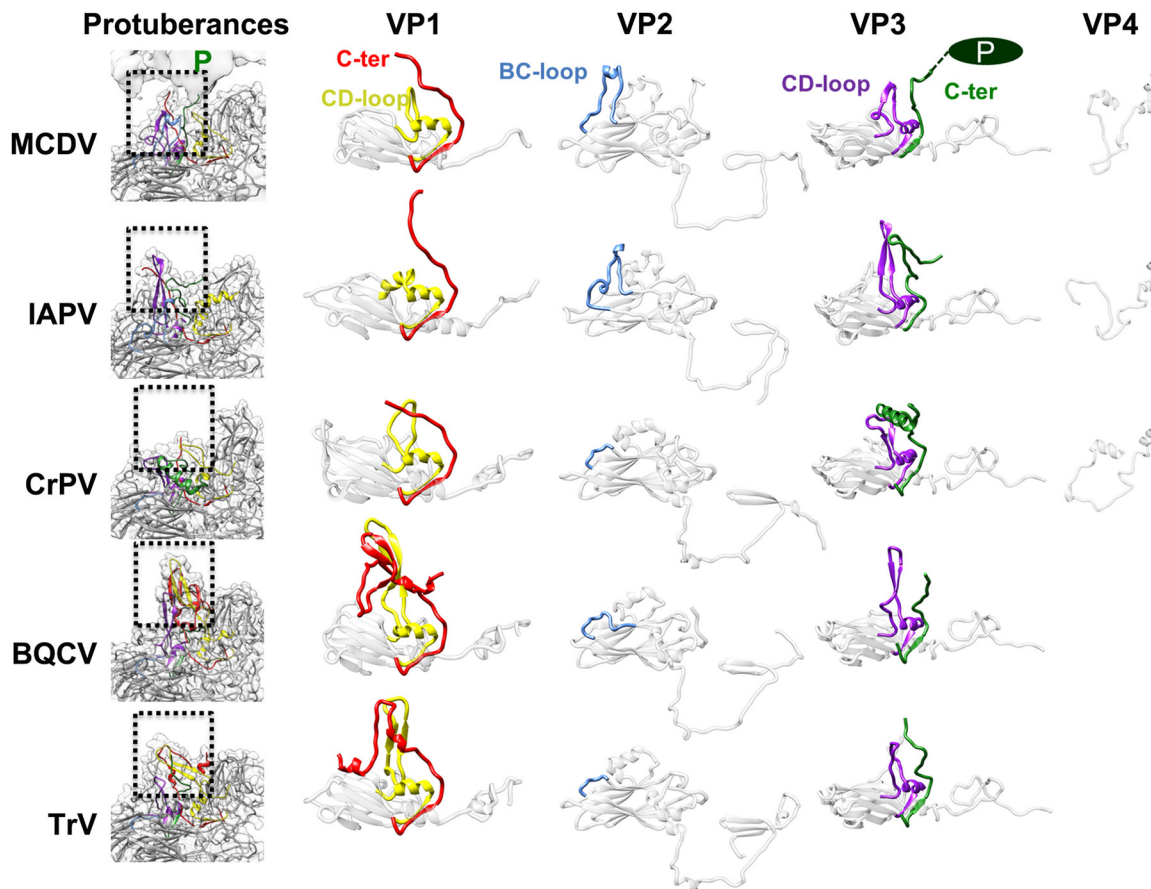 Protuberances VP1 VP2 VP3 VP4
P
P
C-ter
BC-loop
CD-loop
CD-loop
C-ter
MCDV
IAPV
CrPV
BQCV
TrV